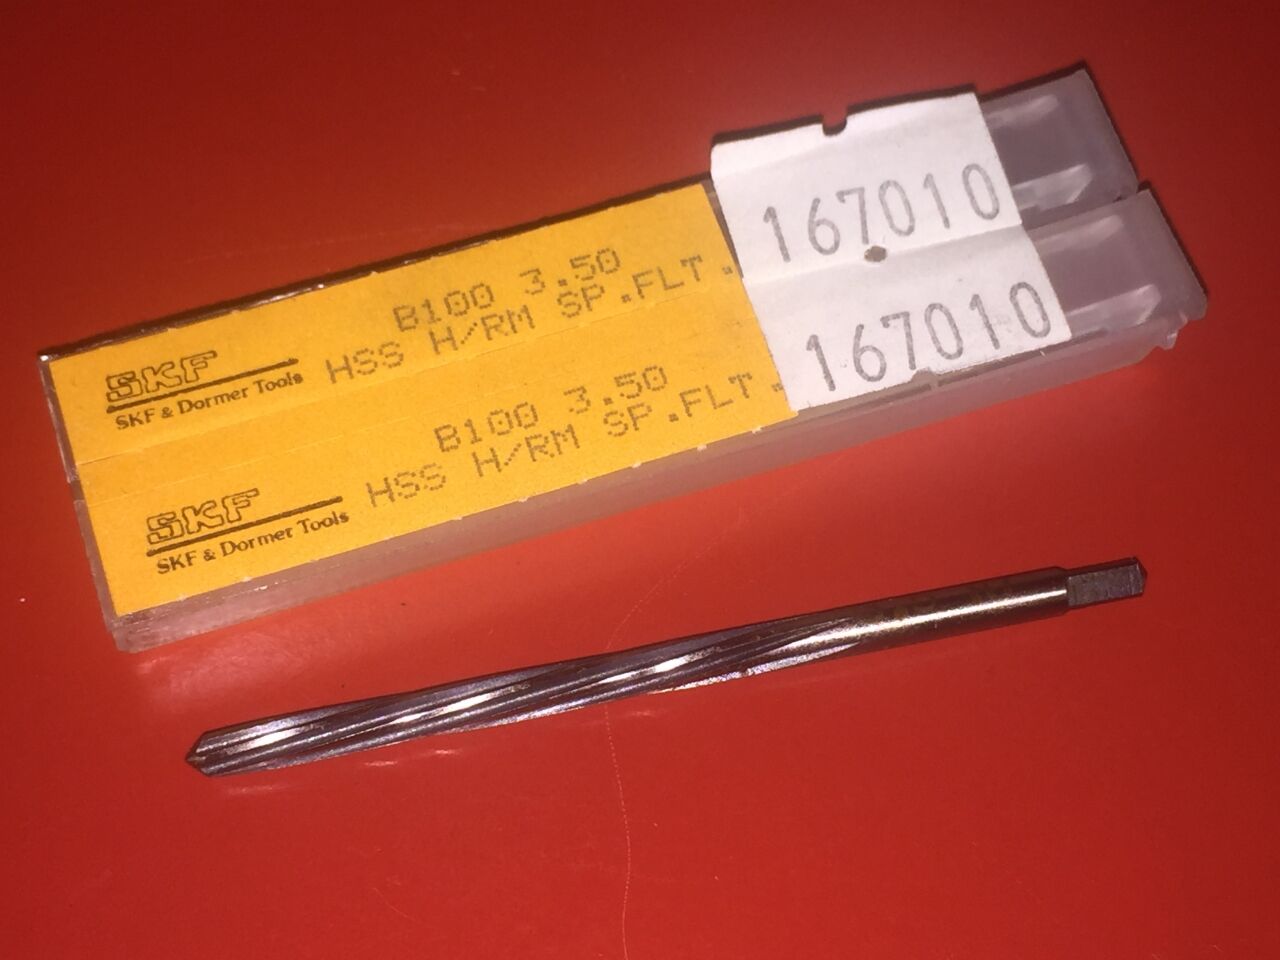 B100 3.50
HSS H/RM SP.FLT.
SKF
SKF & Dormer Tools
167010
B100 3.50
HSS H/RM SP.FLT.
SKF
SKF & Dormer Tools
167010